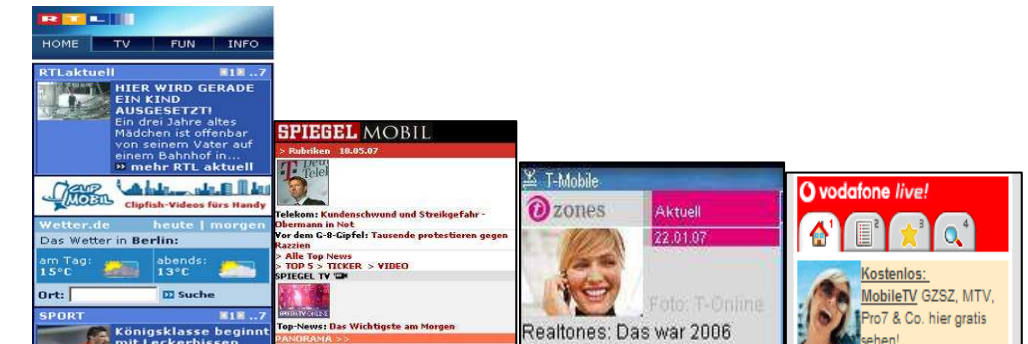 RTL
HOME TV FUN INFO
RTLaktuell 1 ..7
HIER WIRD GERADE
EIN KIND
AUSGESETZT!
Ein drei Jahre altes
Mädchen ist offenbar
von seinem Vater auf
einem Bahnhof in...
mehr RTL aktuell
CLIP MOBIL
Clipfish-Videos fürs Handy
Wetter.de heute | morgen
Das Wetter in Berlin:
am Tag: abends:
15°C 13°C
Ort: Suche
SPORT 1 ..7
Königsklasse beginnt
mit Leckerbissen
SPIEGEL MOBIL
> Rubriken 18.05.07
Telekom: Kundenschwund und Streikgefahr -
Obermann in Not
Vor dem G-8-Gipfel: Tausende protestieren gegen
Razzien
> Alle Top News
> TOP 5 > TICKER > VIDEO
SPIEGEL TV
SPIEGEL TV ONLINE
Top-News: Das Wichtigste am Morgen
PANORAMA >>
T-Mobile
t zones Aktuell
22.01.07
Foto: T-Online
Realtones: Das war 2006
vodafone live!
1 2 3 4
Kostenlos:
MobileTV GZSZ, MTV,
Pro7 & Co. hier gratis
sehen!